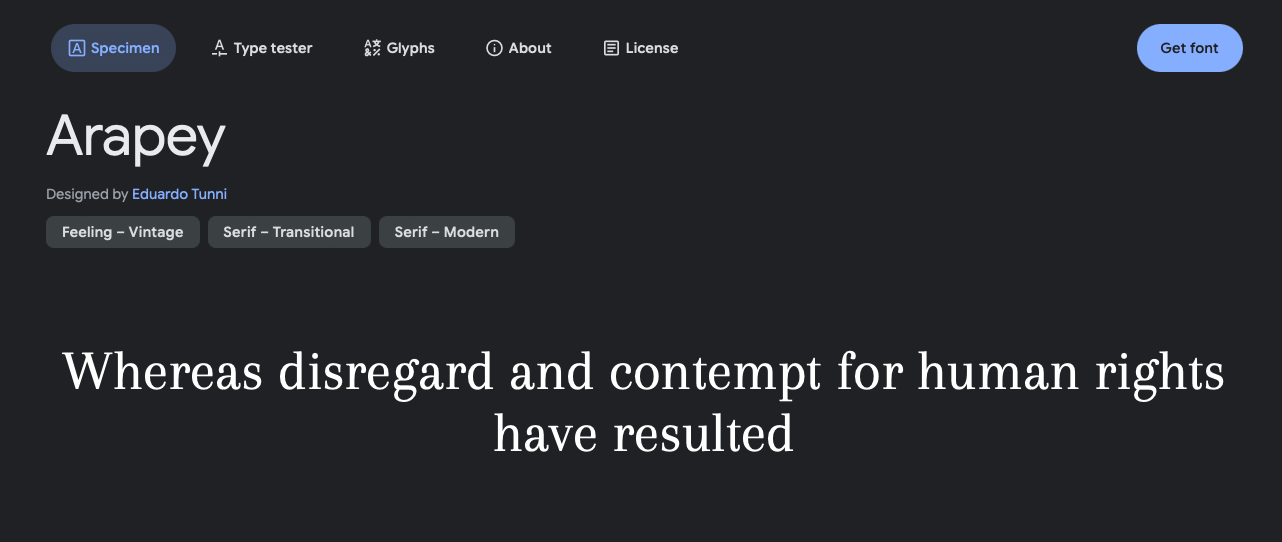 Specimen Type tester Glyphs About License Get font
Arapey
Designed by Eduardo Tunni
Feeling – Vintage Serif – Transitional Serif – Modern
Whereas disregard and contempt for human rights
have resulted